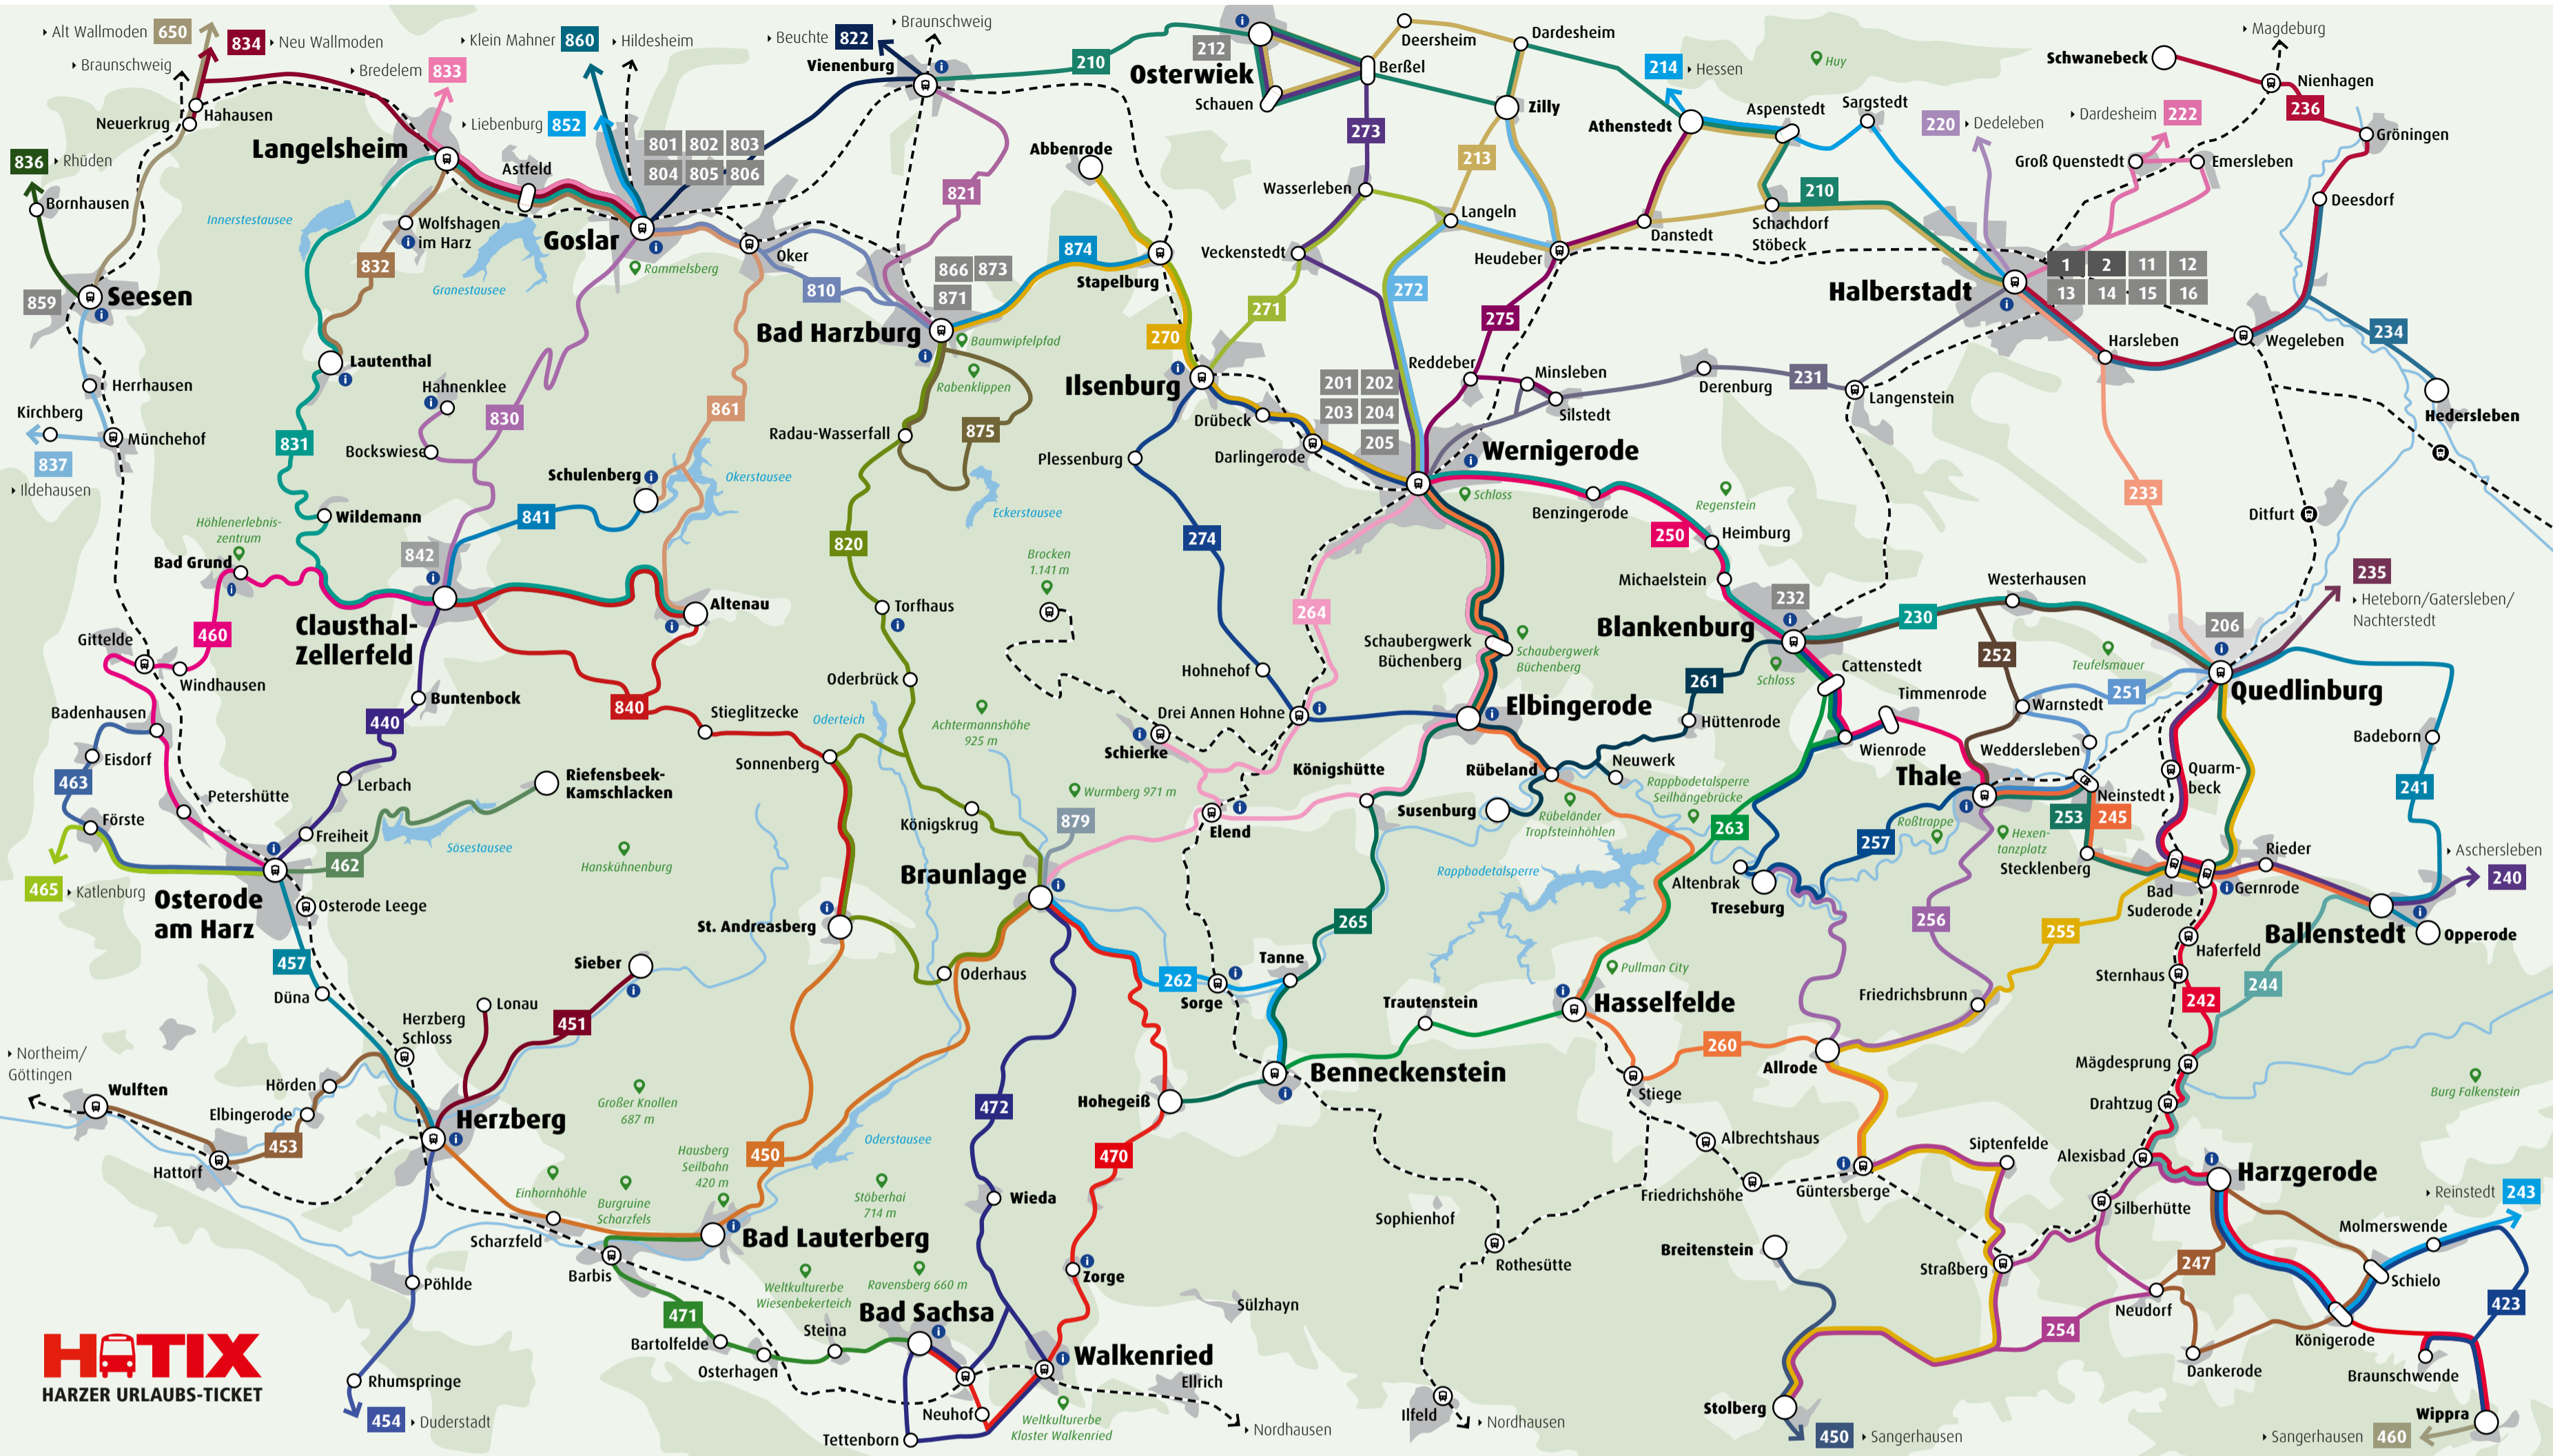 Alt Wallmoden 650
834 Neu Wallmoden
Braunschweig
Klein Mahner 860 Hildesheim
Bredelem 833
Liebenburg 852
Beuchte 822
Braunschweig
Vienenburg
210
212
Osterwiek
Schauen
Berßel
Deersheim
Dardesheim
Zilly
214 Hessen
Huy
Athenstedt
Aspenstedt
Sargstedt
220 Dedeleben
Schwanebeck
Magdeburg
Nienhagen
236
Dardesheim 222
Gröningen
Groß Quenstedt
Emersleben
Deesdorf
Hahausen
Neuerkrug
836 Rhüden
Bornhausen
Langelsheim
Astfeld
801 802 803
804 805 806
Innerstestausee
Wolfshagen
im Harz
832
Granestausee
Goslar
Rammelsberg
Oker
810
821
Abbenrode
874
Stapelburg
866 873
871
Bad Harzburg
Baumwipfelpfad
Rabenklippen
273
213
Wasserleben
Langeln
Veckenstedt
272
271
270
Heudeber
Danstedt
Schachdorf
Stöbeck
210
Halberstadt
1 2 11 12
13 14 15 16
Harsleben
Wegeleben
234
Hedersleben
Seesen
859
Herrhausen
Kirchberg
Münchehof
837
Ildehausen
Lautenthal
Hahnenklee
830
Bockswiese
831
861
Radau-Wasserfall
875
Ilsenburg
Drübeck
Darlingerode
Plessenburg
201 202
203 204
205
275
Reddeber
Minsleben
Silstedt
Derenburg
231
Langenstein
Wernigerode
Schloss
Benzingerode
Regenstein
250
Heimburg
Michaelstein
233
Ditfurt
Schulenberg
Okerstausee
Eckerstausee
Wildemann
841
Höhlenerlebnis-
zentrum
Bad Grund
842
820
274
Brocken
1.141 m
264
232
Blankenburg
Schloss
230
Westerhausen
235
Heteborn/Gatersleben/
Nachterstedt
206
Quedlinburg
Altenau
Clausthal-
Zellerfeld
Torfhaus
Gittelde
460
Windhausen
Buntenbock
440
840
Stieglitzecke
Oderbrück
Oderteich
Achtermannshöhe
925 m
Hohnehof
Schaubergwerk
Büchenberg
Schaubergwerk
Büchenberg
Drei Annen Hohne
Schierke
Elbingerode
261
Hüttenrode
Cattenstedt
Timmenrode
252
251
Teufelsmauer
Warnstedt
Weddersleben
Badeborn
241
Badenhausen
Eisdorf
463
Förste
465 Katlenburg
Petershütte
Lerbach
Freiheit
462
Riefensbeek-
Kamschlacken
Sösestausee
Hanskühnenburg
Sonnenberg
Königskrug
Wurmberg 971 m
879
Elend
Königshütte
Rübeland
Neuwerk
Susenburg
Rübeländer
Tropfsteinhöhlen
Rappbodetalsperre
Seilhängebrücke
Wienrode
Thale
263
257
Roßtrappe
Hexen-
tanzplatz
Neinstedt
253 245
Stecklenberg
Quarm-
beck
Bad
Suderode
Gernrode
Rieder
Aschersleben
240
Osterode
am Harz
Osterode Leege
457
Düna
Braunlage
St. Andreasberg
Oderhaus
Sieber
Lonau
451
Herzberg
Schloss
262
Sorge
Tanne
265
Rappbodetalsperre
Pullman City
Altenbrak
Treseburg
256
255
Ballenstedt
Opperode
Haferfeld
Sternhaus
242
244
Friedrichsbrunn
Trautenstein
Hasselfelde
260
Allrode
Stiege
Northeim/
Göttingen
Wulften
Hörden
Elbingerode
453
Hattorf
Herzberg
Großer Knollen
687 m
Hausberg
Seilbahn
420 m
450
Oderstausee
472
Hohegeiß
470
Benneckenstein
Mägdesprung
Drahtzug
Burg Falkenstein
Albrechtshaus
Friedrichshöhe
Güntersberge
Siptenfelde
Alexisbad
Harzgerode
Silberhütte
Reinstedt 243
Molmerswende
Einhornhöhle
Burgruine
Scharzfels
Scharzfeld
Barbis
Bad Lauterberg
Stöberhai
714 m
Wieda
Sophienhof
Rothesütte
Breitenstein
Straßberg
247
Schielo
423
Pöhlde
Weltkulturerbe
Wiesenbekerteich
Ravensberg 660 m
Zorge
Sülzhayn
471
Bad Sachsa
Steina
Bartolfelde
Osterhagen
Walkenried
Ellrich
Neuhof
Tettenborn
Weltkulturerbe
Kloster Walkenried
Nordhausen
Ilfeld
Nordhausen
Stolberg
450 Sangerhausen
254
Neudorf
Dankerode
Königerode
Braunschwende
Wippra
Sangerhausen 460
Rhumspringe
454 Duderstadt
HATIX
HARZER URLAUBS-TICKET